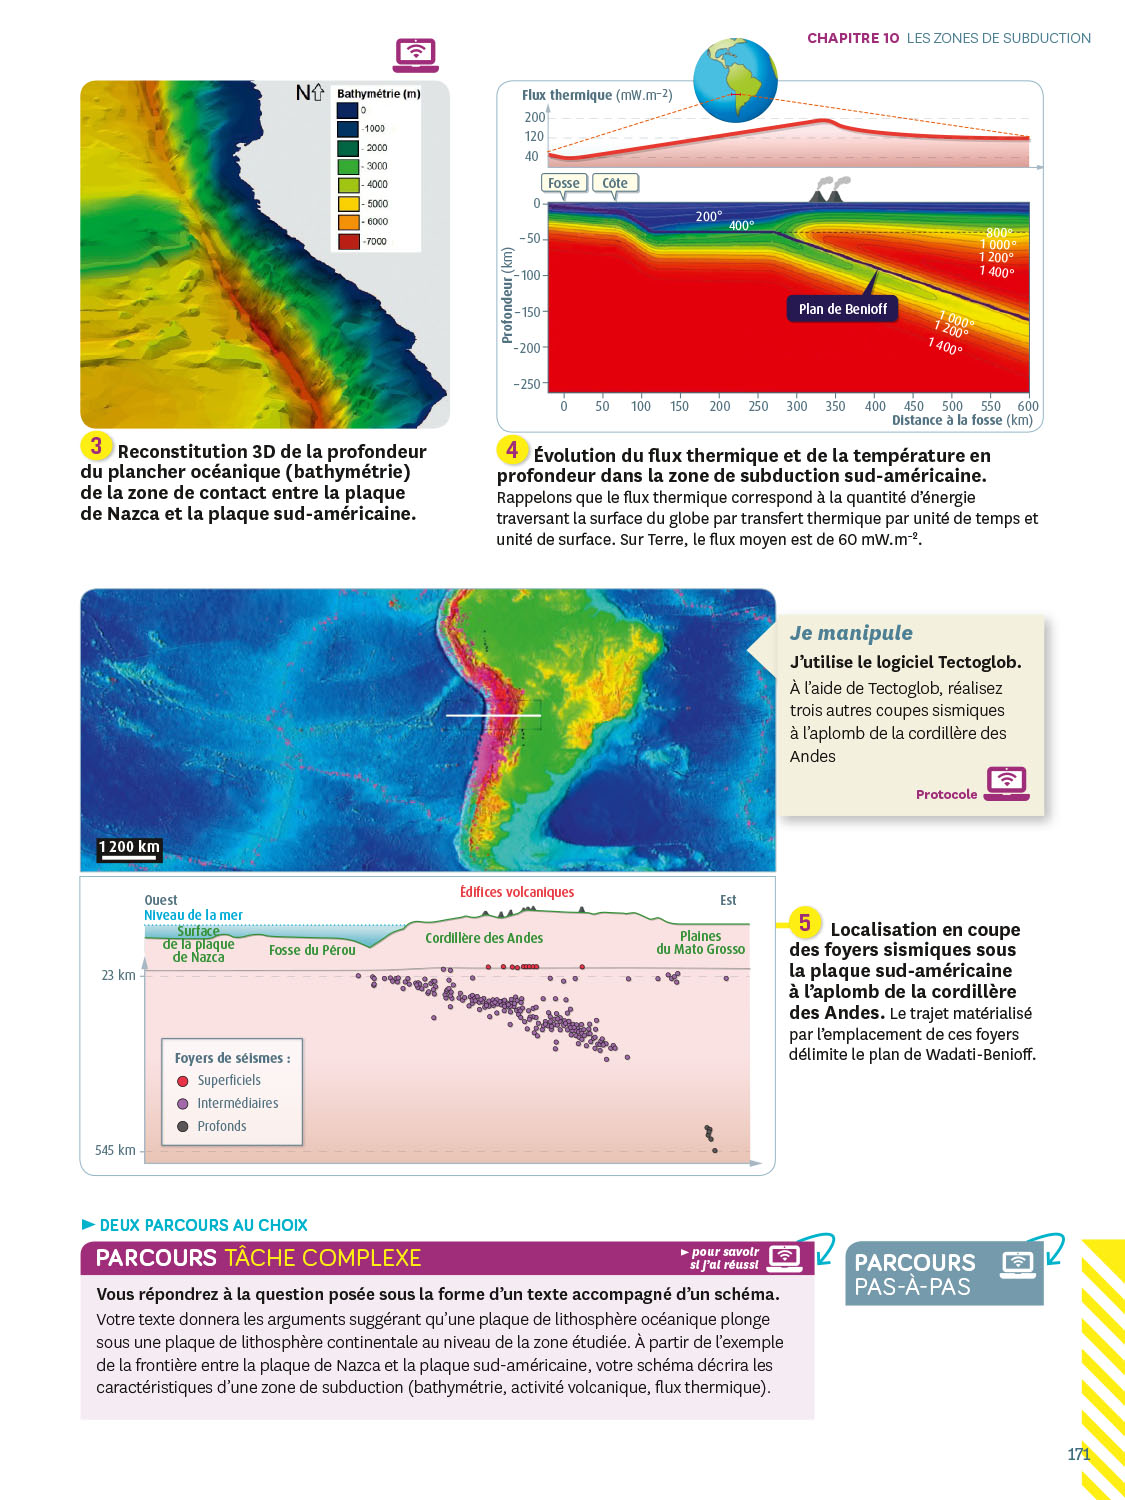 CHAPITRE 10 LES ZONES DE SUBDUCTION
N
Bathymétrie (m)
0
-1000
- 2000
- 3000
- 4000
- 5000
- 6000
-7000
3 Reconstitution 3D de la profondeur
du plancher océanique (bathymétrie)
de la zone de contact entre la plaque
de Nazca et la plaque sud-américaine.
Flux thermique (mW.m–2)
200
120
40
Fosse
Côte
0
–50
–100
–150
–200
–250
Profondeur (km)
200°
400°
800°
1 000°
1 200°
1 400°
Plan de Benioff
1 000°
1 200°
1 400°
0 50 100 150 200 250 300 350 400 450 500 550 600
Distance à la fosse (km)
4 Évolution du flux thermique et de la température en
profondeur dans la zone de subduction sud-américaine.
Rappelons que le flux thermique correspond à la quantité d’énergie
traversant la surface du globe par transfert thermique par unité de temps et
unité de surface. Sur Terre, le flux moyen est de 60 mW.m-2.
1 200 km
Je manipule
J’utilise le logiciel Tectoglob.
À l’aide de Tectoglob, réalisez
trois autres coupes sismiques
à l’aplomb de la cordillère des
Andes
Protocole
Ouest
Édifices volcaniques
Est
Niveau de la mer
Surface
de la plaque
de Nazca
Fosse du Pérou
Cordillère des Andes
Plaines
du Mato Grosso
23 km
Foyers de séismes :
Superficiels
Intermédiaires
Profonds
545 km
5 Localisation en coupe
des foyers sismiques sous
la plaque sud-américaine
à l’aplomb de la cordillère
des Andes. Le trajet matérialisé
par l’emplacement de ces foyers
délimite le plan de Wadati-Benioff.
DEUX PARCOURS AU CHOIX
PARCOURS TÂCHE COMPLEXE
pour savoir
si j’ai réussi
Vous répondrez à la question posée sous la forme d’un texte accompagné d’un schéma.
Votre texte donnera les arguments suggérant qu’une plaque de lithosphère océanique plonge
sous une plaque de lithosphère continentale au niveau de la zone étudiée. À partir de l’exemple
de la frontière entre la plaque de Nazca et la plaque sud-américaine, votre schéma décrira les
caractéristiques d’une zone de subduction (bathymétrie, activité volcanique, flux thermique).
PARCOURS
PAS-À-PAS
171